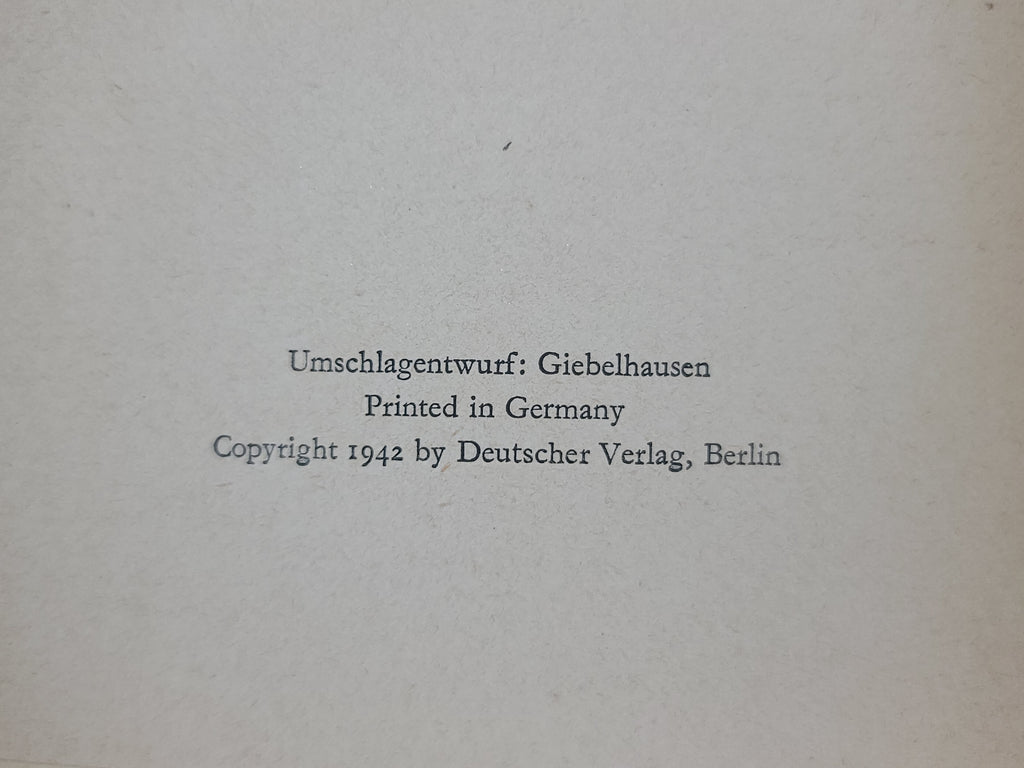 Umschlagentwurf: Giebelhausen
Printed in Germany
Copyright 1942 by Deutscher Verlag, Berlin